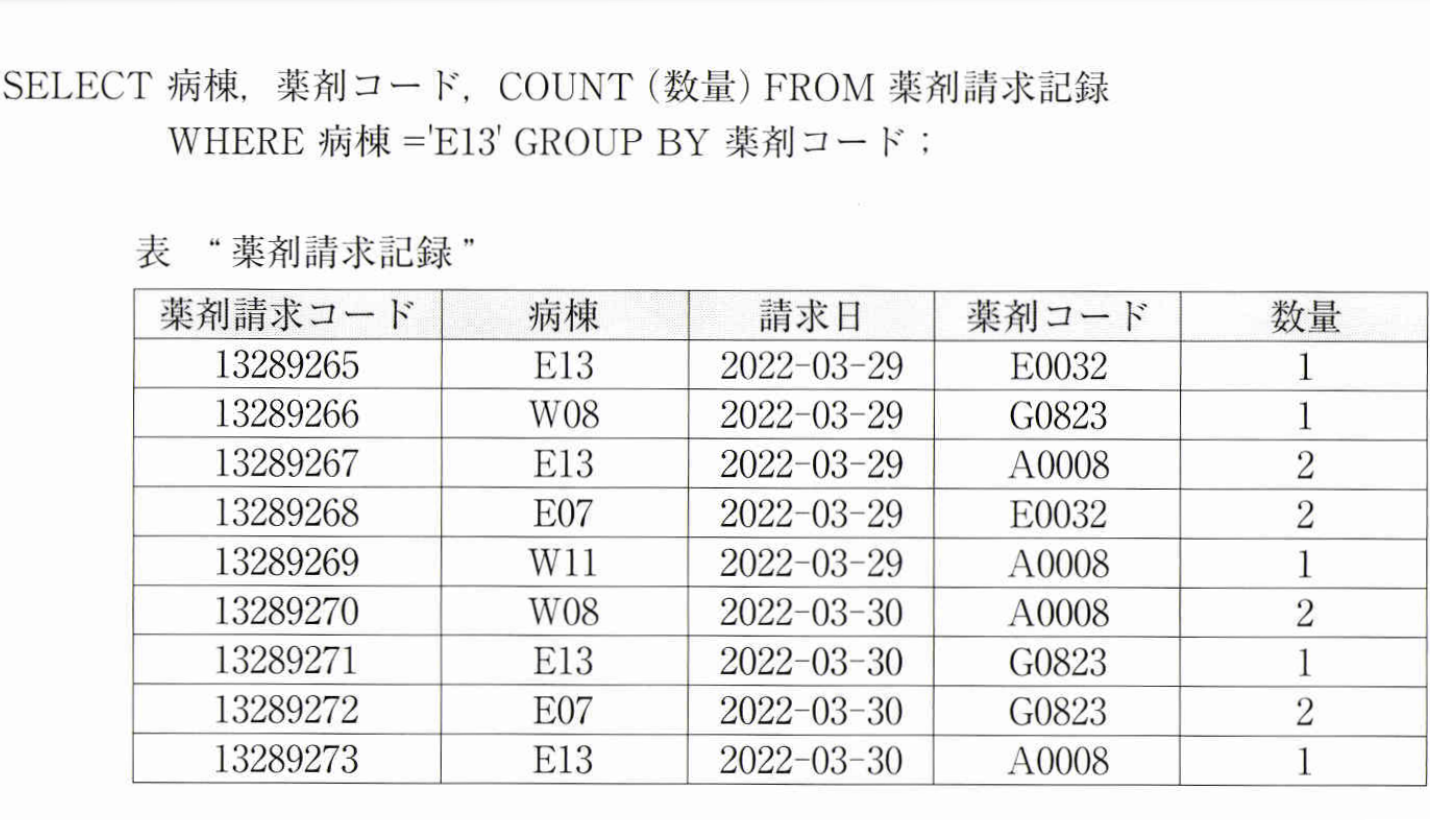 SELECT 病棟, 薬剤コード, COUNT (数量) FROM 薬剤請求記録
WHERE 病棟 ='E13' GROUP BY 薬剤コード ;
表 “薬剤請求記録”
薬剤請求コード 病棟 請求日 薬剤コード 数量
13289265 E13 2022-03-29 E0032 1
13289266 W08 2022-03-29 G0823 1
13289267 E13 2022-03-29 A0008 2
13289268 E07 2022-03-29 E0032 2
13289269 W11 2022-03-29 A0008 1
13289270 W08 2022-03-30 A0008 2
13289271 E13 2022-03-30 G0823 1
13289272 E07 2022-03-30 G0823 2
13289273 E13 2022-03-30 A0008 1